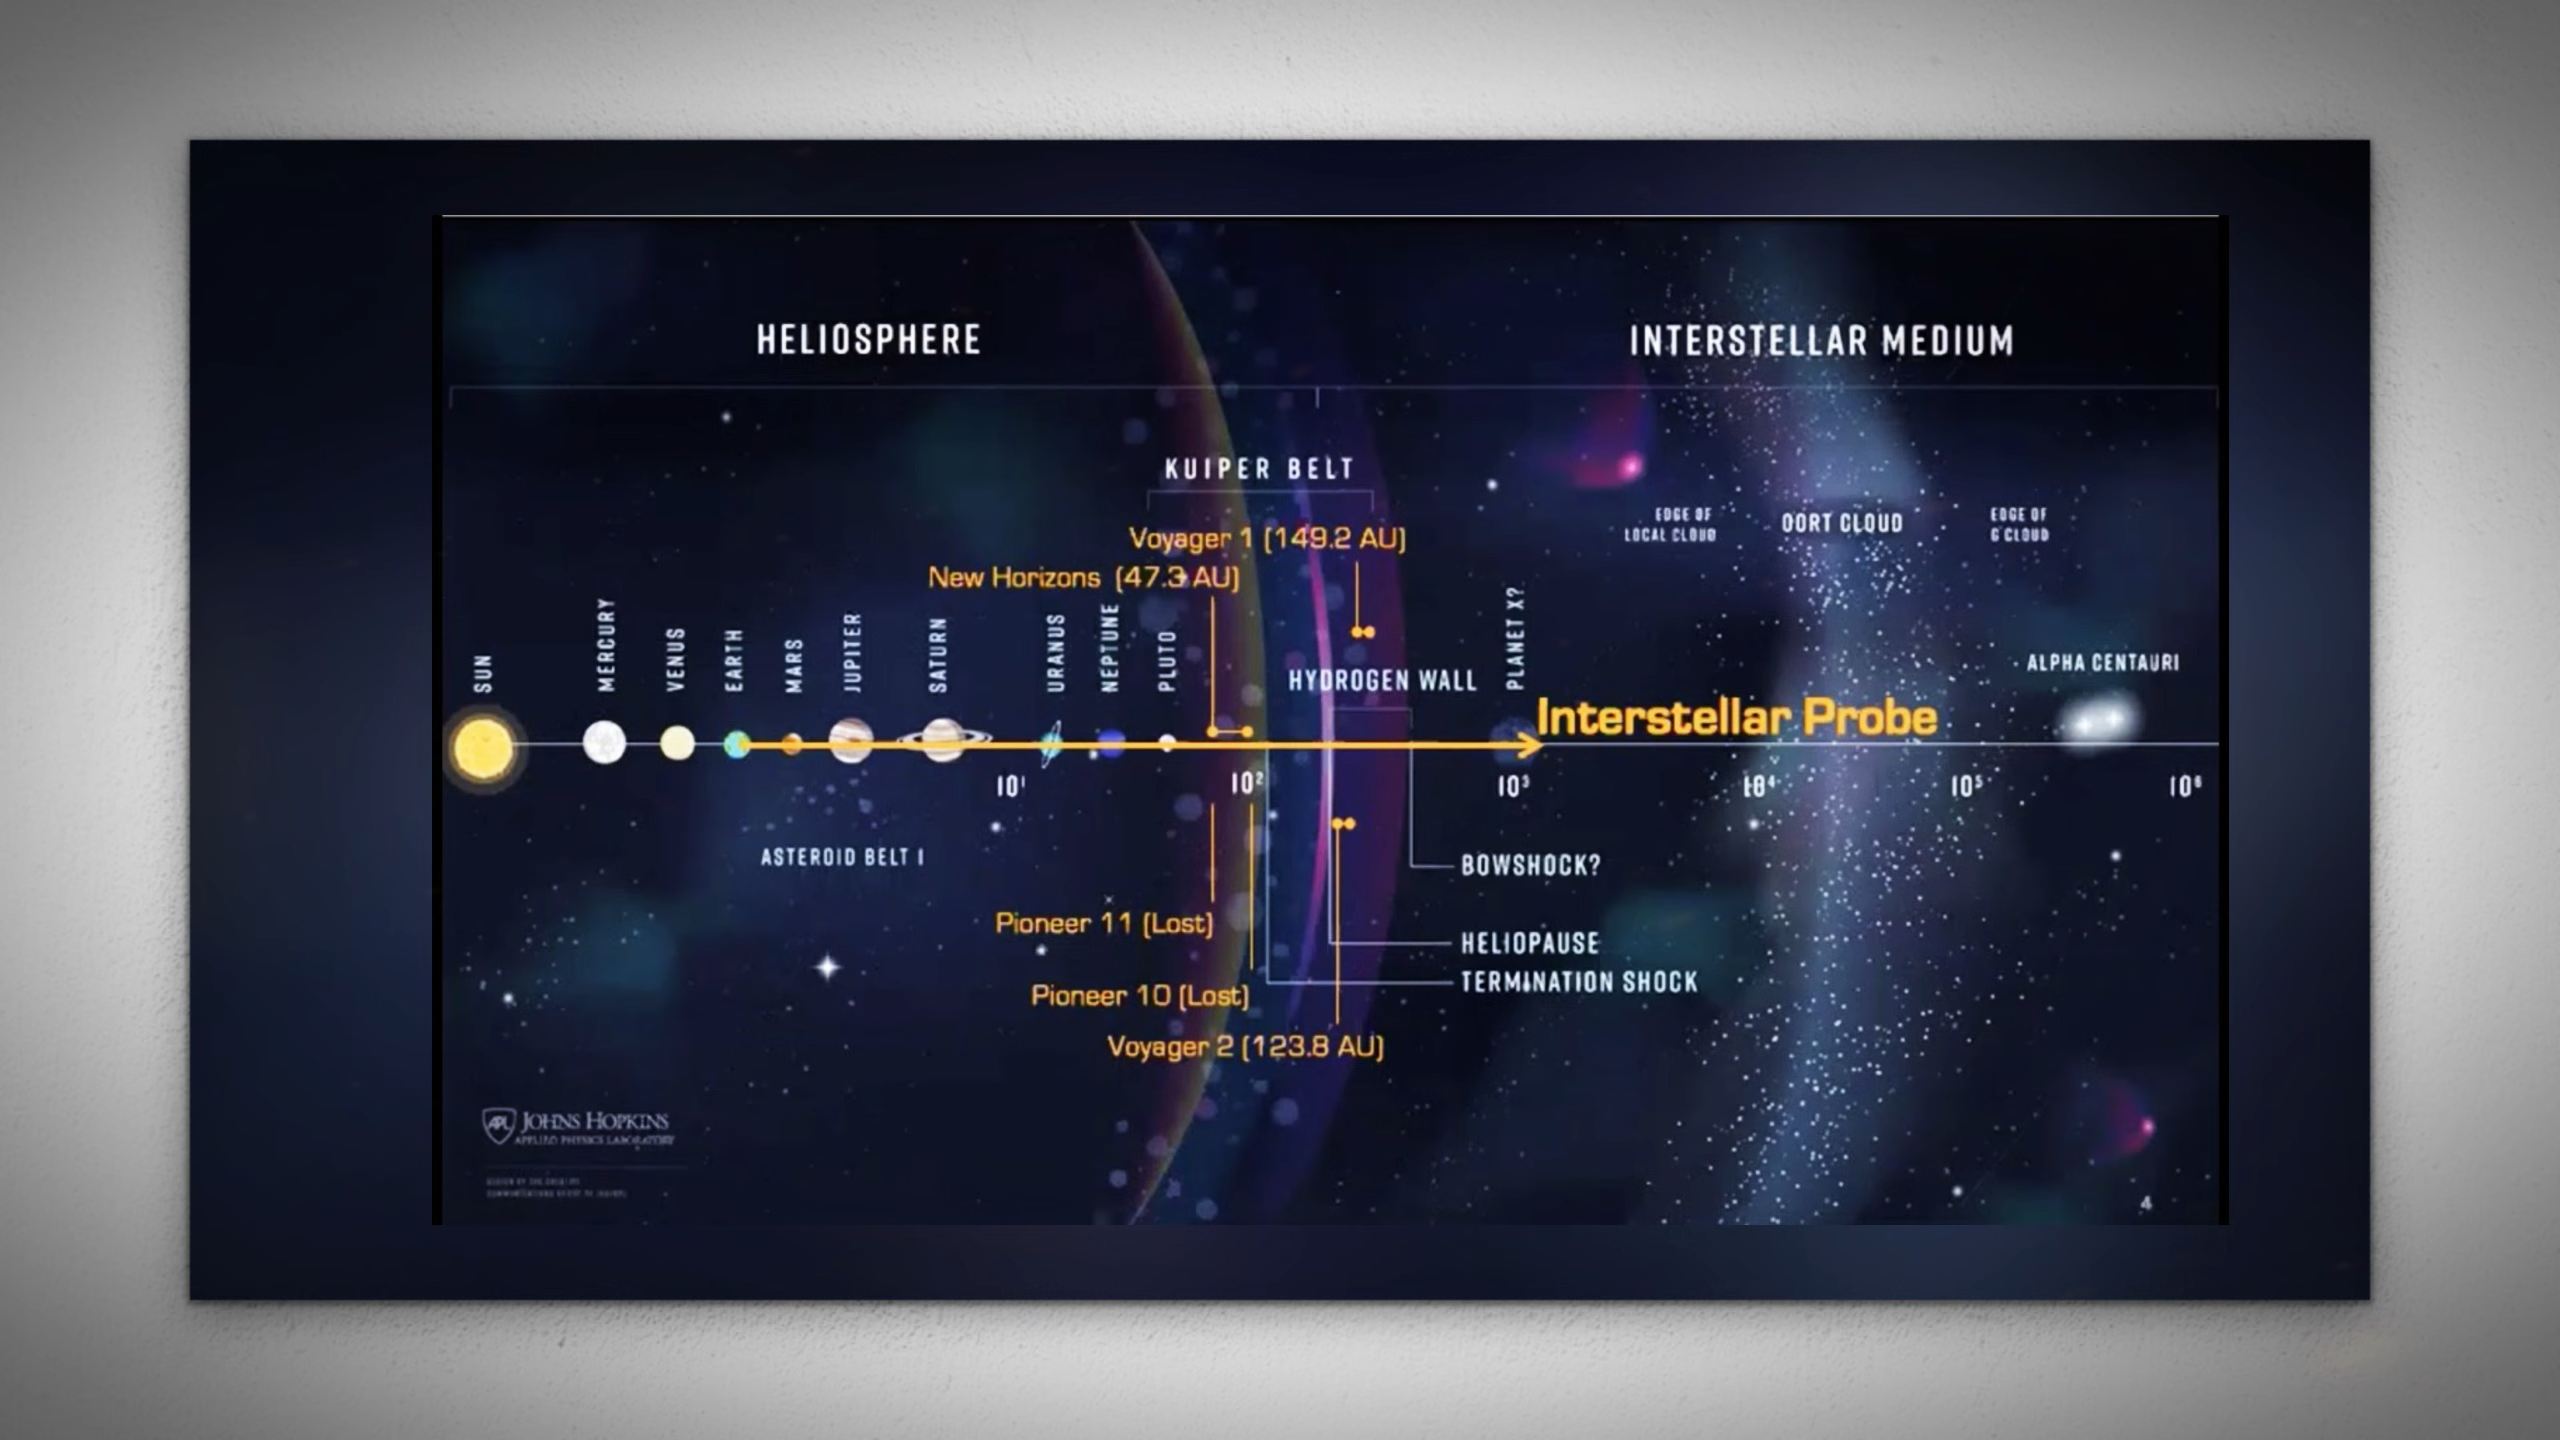 HELIOSPHERE
INTERSTELLAR MEDIUM
KUIPER BELT
EDGE OF
LOCAL CLOUD
OORT CLOUD
EDGE OF
G CLOUD
Voyager 1 (149.2 AU)
New Horizons (47.3 AU)
SUN
MERCURY
VENUS
EARTH
MARS
JUPITER
SATURN
URANUS
NEPTUNE
PLUTO
HYDROGEN WALL
PLANET X?
ALPHA CENTAURI
Interstellar Probe
10¹
10²
10³
10⁴
10⁵
10⁶
ASTEROID BELT
BOWSHOCK?
Pioneer 11 (Lost)
HELIOPAUSE
TERMINATION SHOCK
Pioneer 10 (Lost)
Voyager 2 (123.8 AU)
APL JOHNS HOPKINS
APPLIED PHYSICS LABORATORY
4